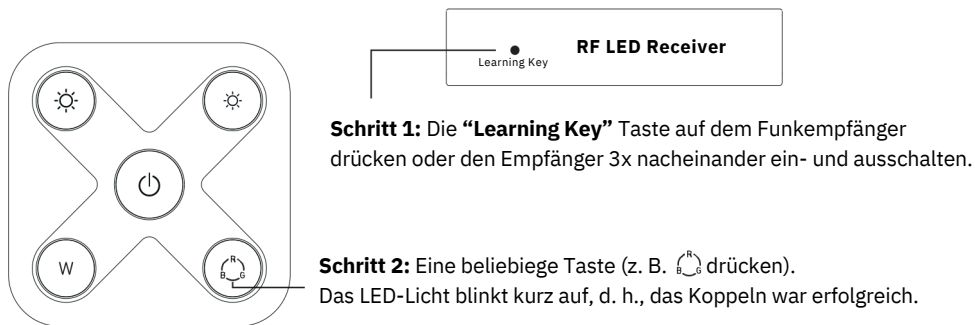 RF LED Receiver
Learning Key
Schritt 1: Die “Learning Key” Taste auf dem Funkempfänger
drücken oder den Empfänger 3x nacheinander ein- und ausschalten.
W
R
B G
Schritt 2: Eine beliebiege Taste (z. B. R B G drücken).
Das LED-Licht blinkt kurz auf, d. h., das Koppeln war erfolgreich.